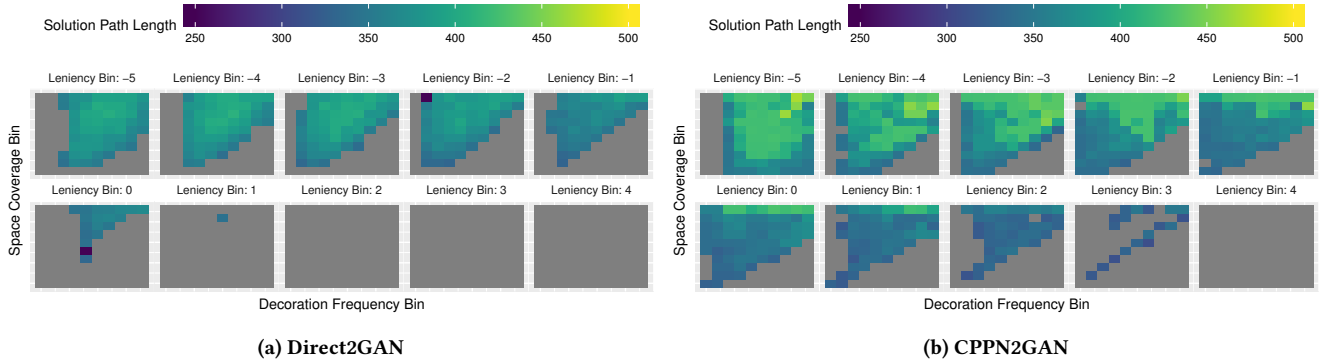 Solution Path Length
250 300 350 400 450 500
Leniency Bin: −5 Leniency Bin: −4 Leniency Bin: −3 Leniency Bin: −2 Leniency Bin: −1
Leniency Bin: 0 Leniency Bin: 1 Leniency Bin: 2 Leniency Bin: 3 Leniency Bin: 4
Space Coverage Bin
Decoration Frequency Bin
(a) Direct2GAN
Solution Path Length
250 300 350 400 450 500
Leniency Bin: −5 Leniency Bin: −4 Leniency Bin: −3 Leniency Bin: −2 Leniency Bin: −1
Leniency Bin: 0 Leniency Bin: 1 Leniency Bin: 2 Leniency Bin: 3 Leniency Bin: 4
Space Coverage Bin
Decoration Frequency Bin
(b) CPPN2GAN